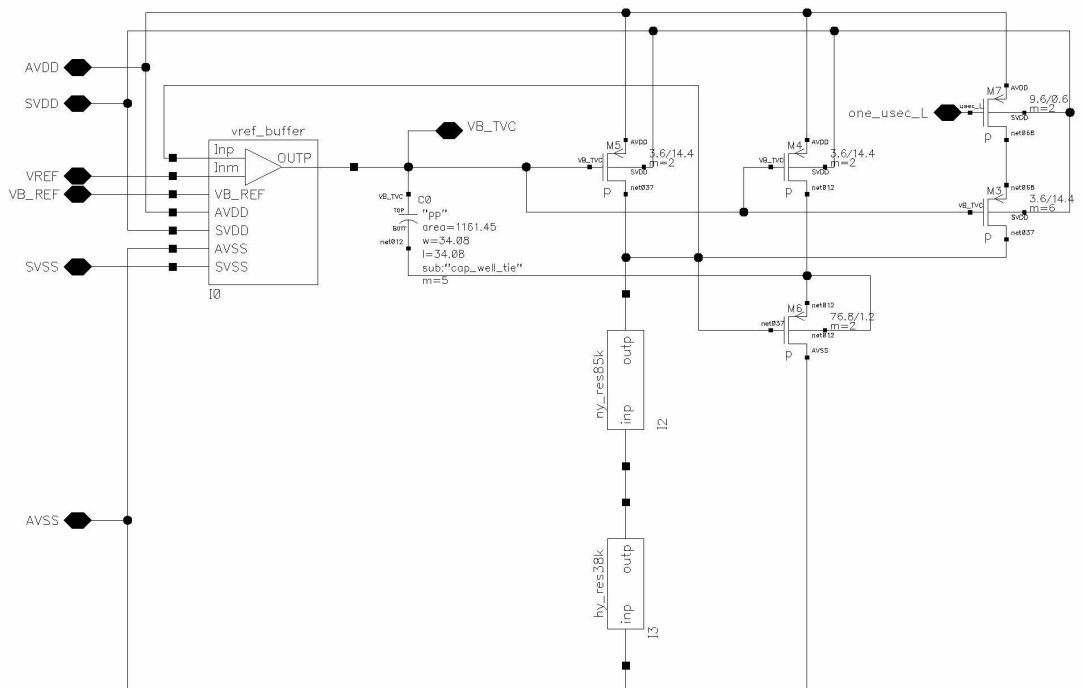 AVDD
SVDD
VREF
VB_REF
SVSS
AVSS
vref_buffer
Inp
Inm
OUTP
VB_REF
AVDD
SVDD
AVSS
SVSS
I0
VB_TVC
VB_TVC
TOP
BOTT
net012
C0
"pp"
area=1161.45
w=34.08
l=34.08
sub:"cap_well_tie"
m=5
M5
AVDD
3.6/14.4
m=2
VB_TVC
SVDD
P
net037
M4
AVDD
3.6/14.4
m=2
VB_TVC
SVDD
P
net012
one_usec_L
M7
AVDD
9.6/0.6
m=2
usec_L
SVDD
P
net068
M3
net068
3.6/14.4
m=6
VB_TVC
SVDD
P
net037
M6
net012
76.8/1.2
m=2
net037
net012
P
AVSS
ny_res85k
outp
inp
I2
hy_res38k
outp
inp
I3